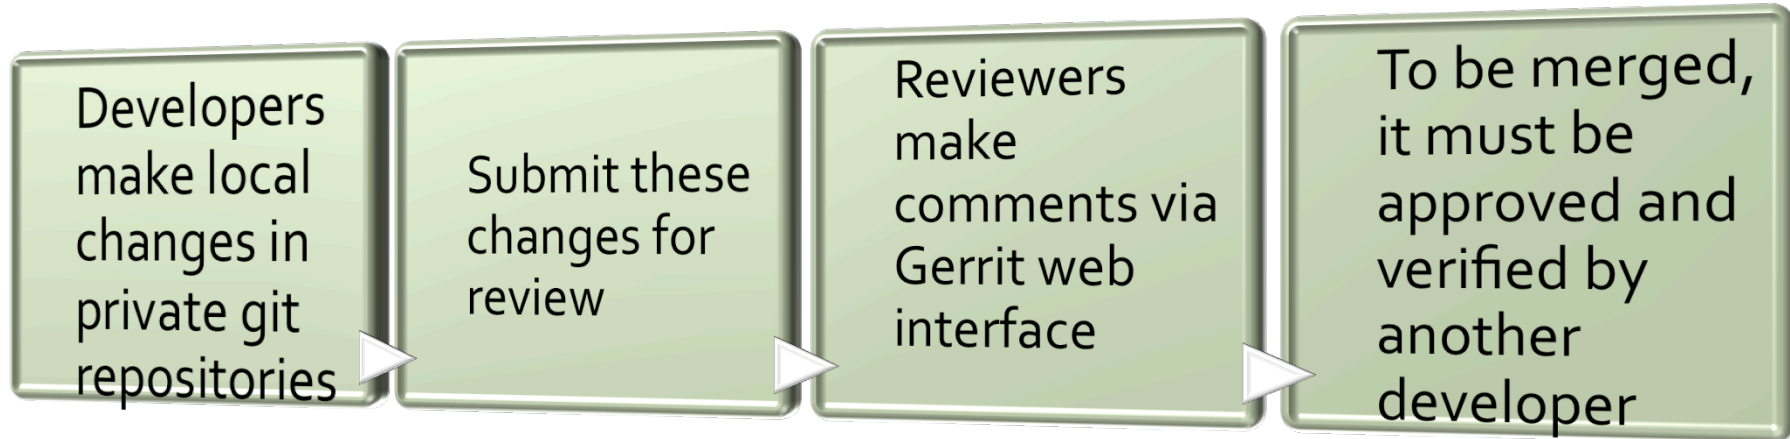 Developers
make local
changes in
private git
repositories
Submit these
changes for
review
Reviewers
make
comments via
Gerrit web
interface
To be merged,
it must be
approved and
verified by
another
developer